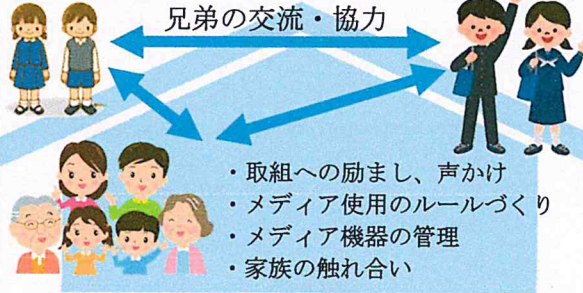 兄弟の交流・協力
・取組への励まし、声かけ
・メディア使用のルールづくり
・メディア機器の管理
・家族の触れ合い